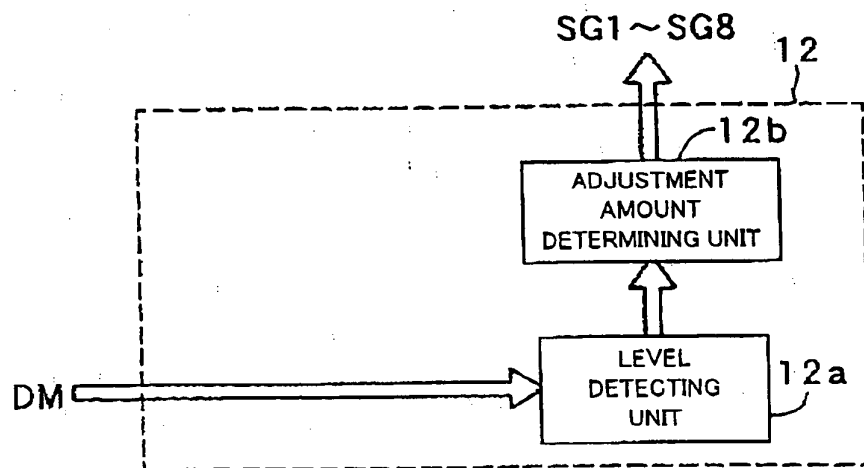 SG1~SG8
12
12b
ADJUSTMENT
AMOUNT
DETERMINING UNIT
LEVEL
DETECTING
UNIT
DM
12a